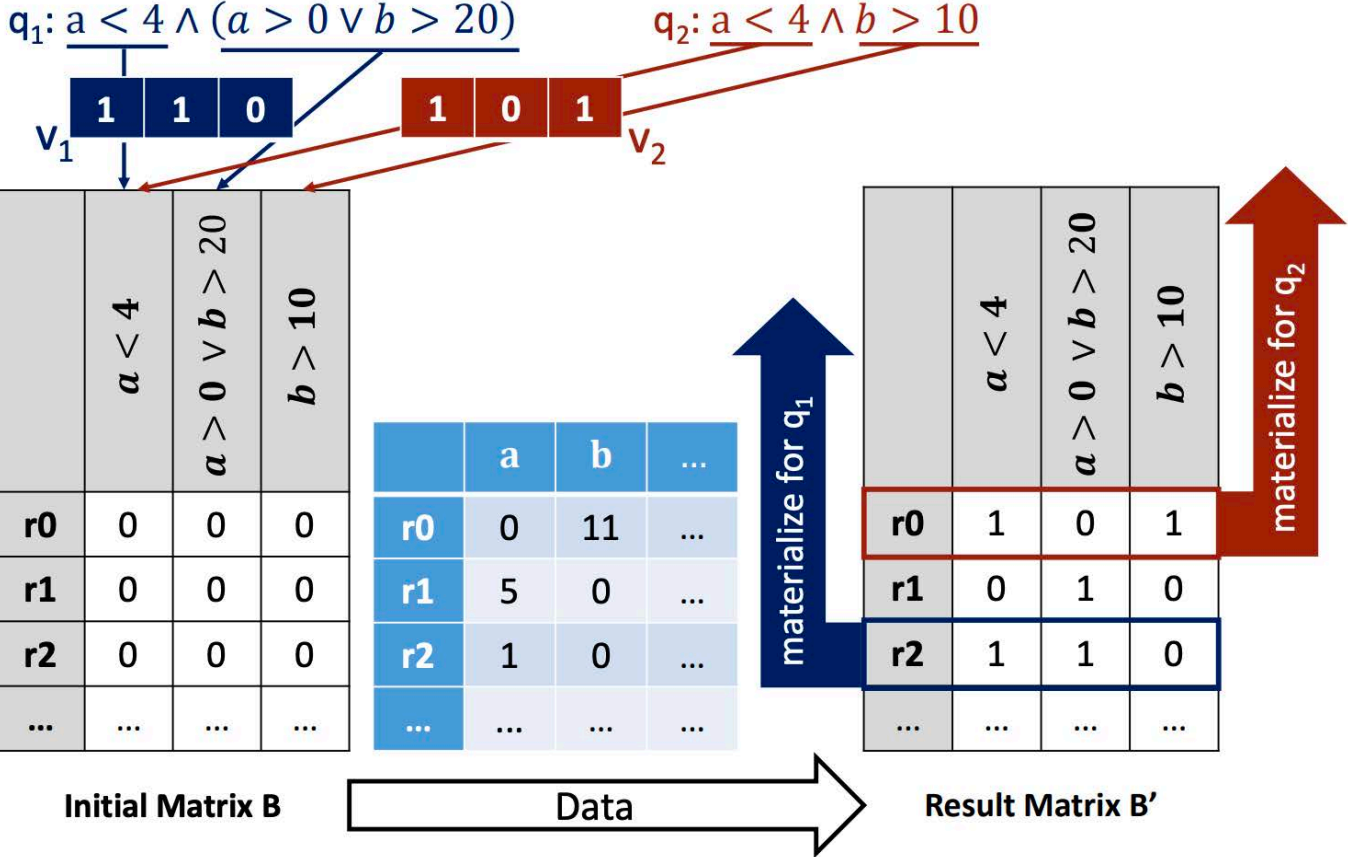 q₁: a < 4 ∧ (a > 0 ∨ b > 20)
q₂: a < 4 ∧ b > 10
1 1 0
v₁
1 0 1
v₂
a < 4
a > 0 ∨ b > 20
b > 10
r0 0 0 0
r1 0 0 0
r2 0 0 0
... ... ... ...
Initial Matrix B
a b ...
r0 0 11 ...
r1 5 0 ...
r2 1 0 ...
... ... ... ...
Data
materialize for q₁
a < 4
a > 0 ∨ b > 20
b > 10
r0 1 0 1
r1 0 1 0
r2 1 1 0
... ... ... ...
Result Matrix B’
materialize for q₂